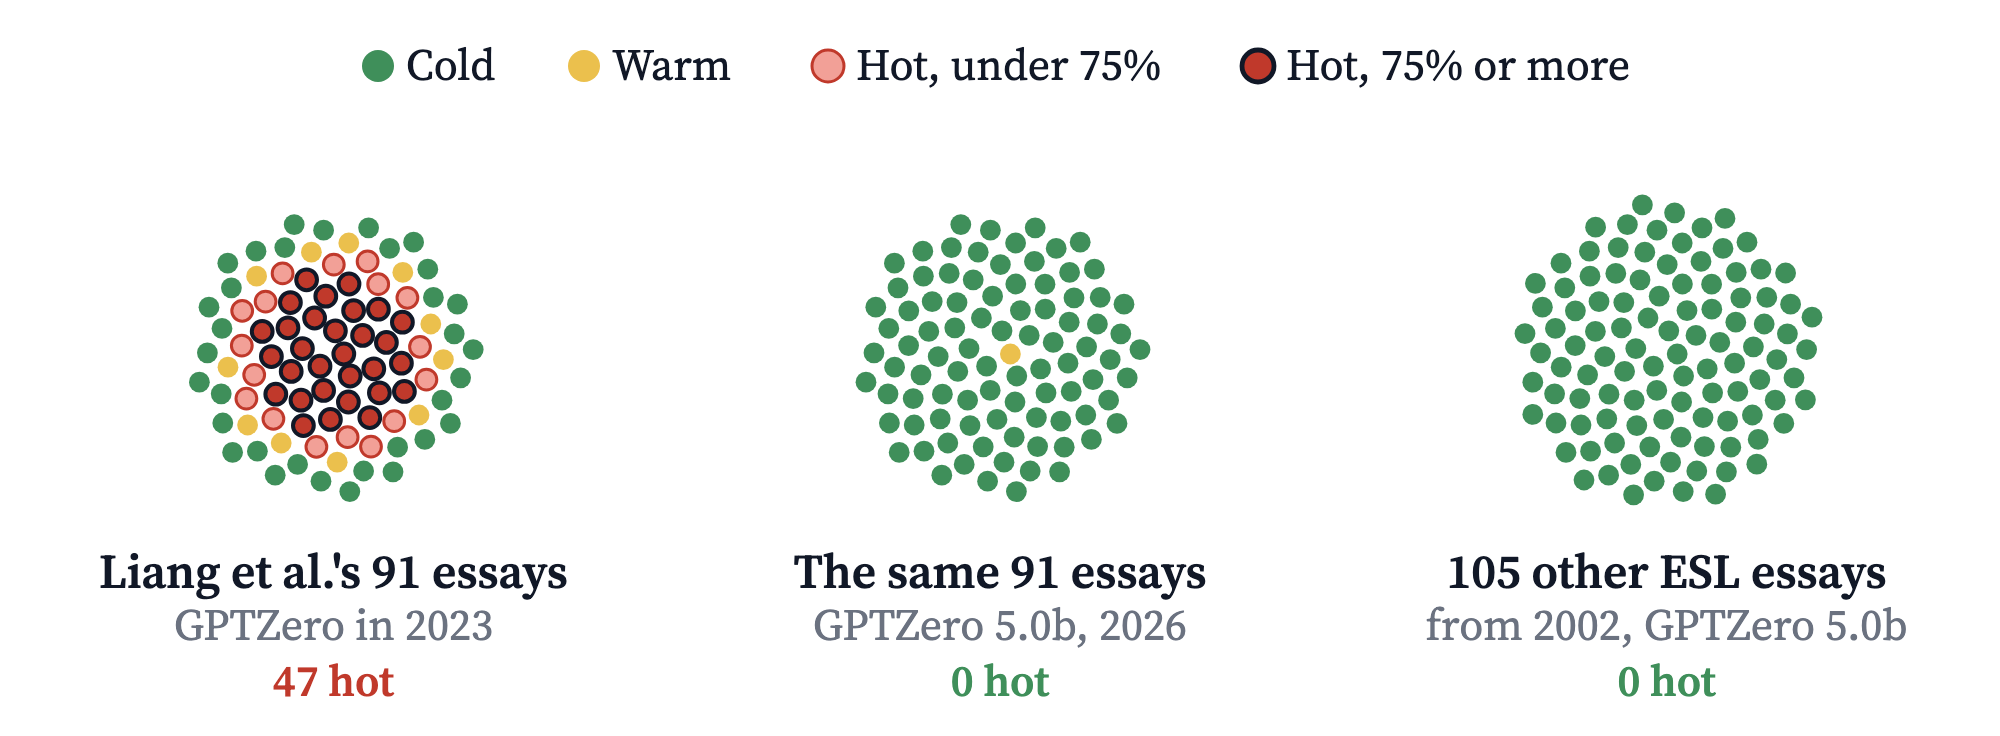 Cold Warm Hot, under 75% Hot, 75% or more
Liang et al.'s 91 essays
GPTZero in 2023
47 hot
The same 91 essays
GPTZero 5.0b, 2026
0 hot
105 other ESL essays
from 2002, GPTZero 5.0b
0 hot